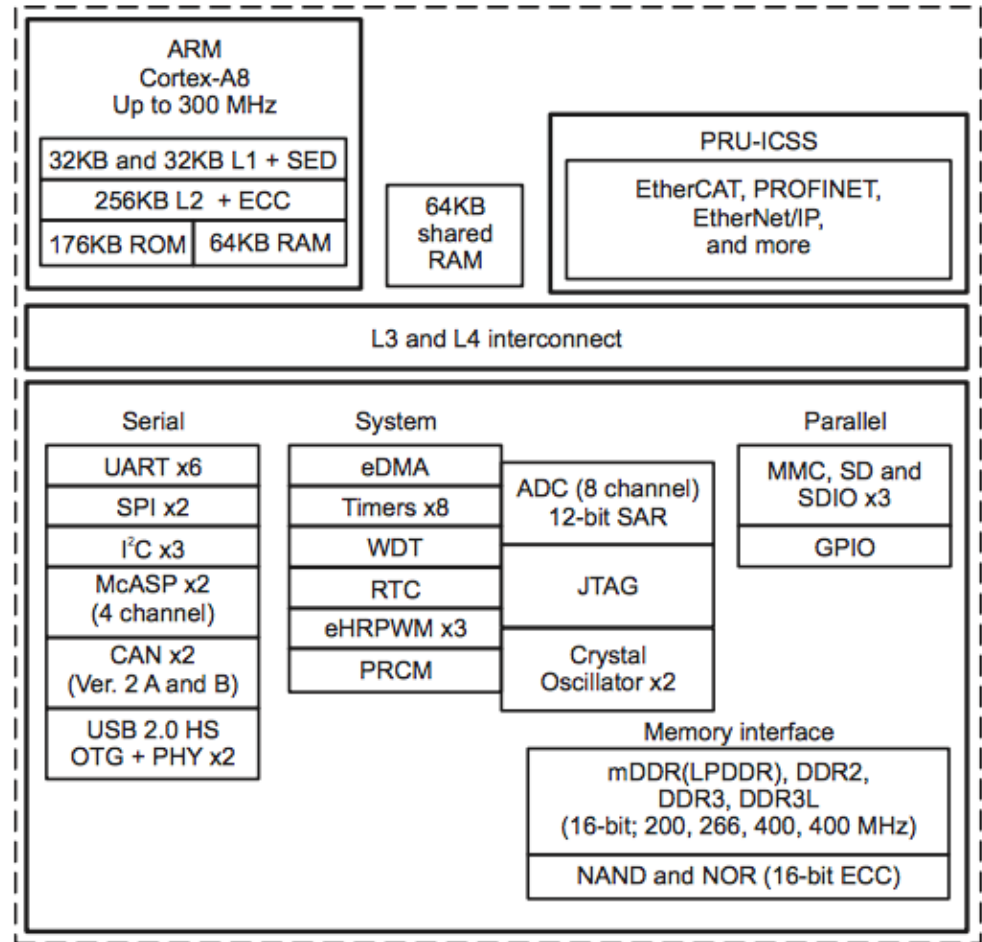 ARM
Cortex-A8
Up to 300 MHz
32KB and 32KB L1 + SED
256KB L2 + ECC
176KB ROM
64KB RAM
64KB
shared
RAM
PRU-ICSS
EtherCAT, PROFINET,
EtherNet/IP,
and more
L3 and L4 interconnect
Serial
UART x6
SPI x2
I²C x3
McASP x2
(4 channel)
CAN x2
(Ver. 2 A and B)
USB 2.0 HS
OTG + PHY x2
System
eDMA
Timers x8
WDT
RTC
eHRPWM x3
PRCM
ADC (8 channel)
12-bit SAR
JTAG
Crystal
Oscillator x2
Parallel
MMC, SD and
SDIO x3
GPIO
Memory interface
mDDR(LPDDR), DDR2,
DDR3, DDR3L
(16-bit; 200, 266, 400, 400 MHz)
NAND and NOR (16-bit ECC)